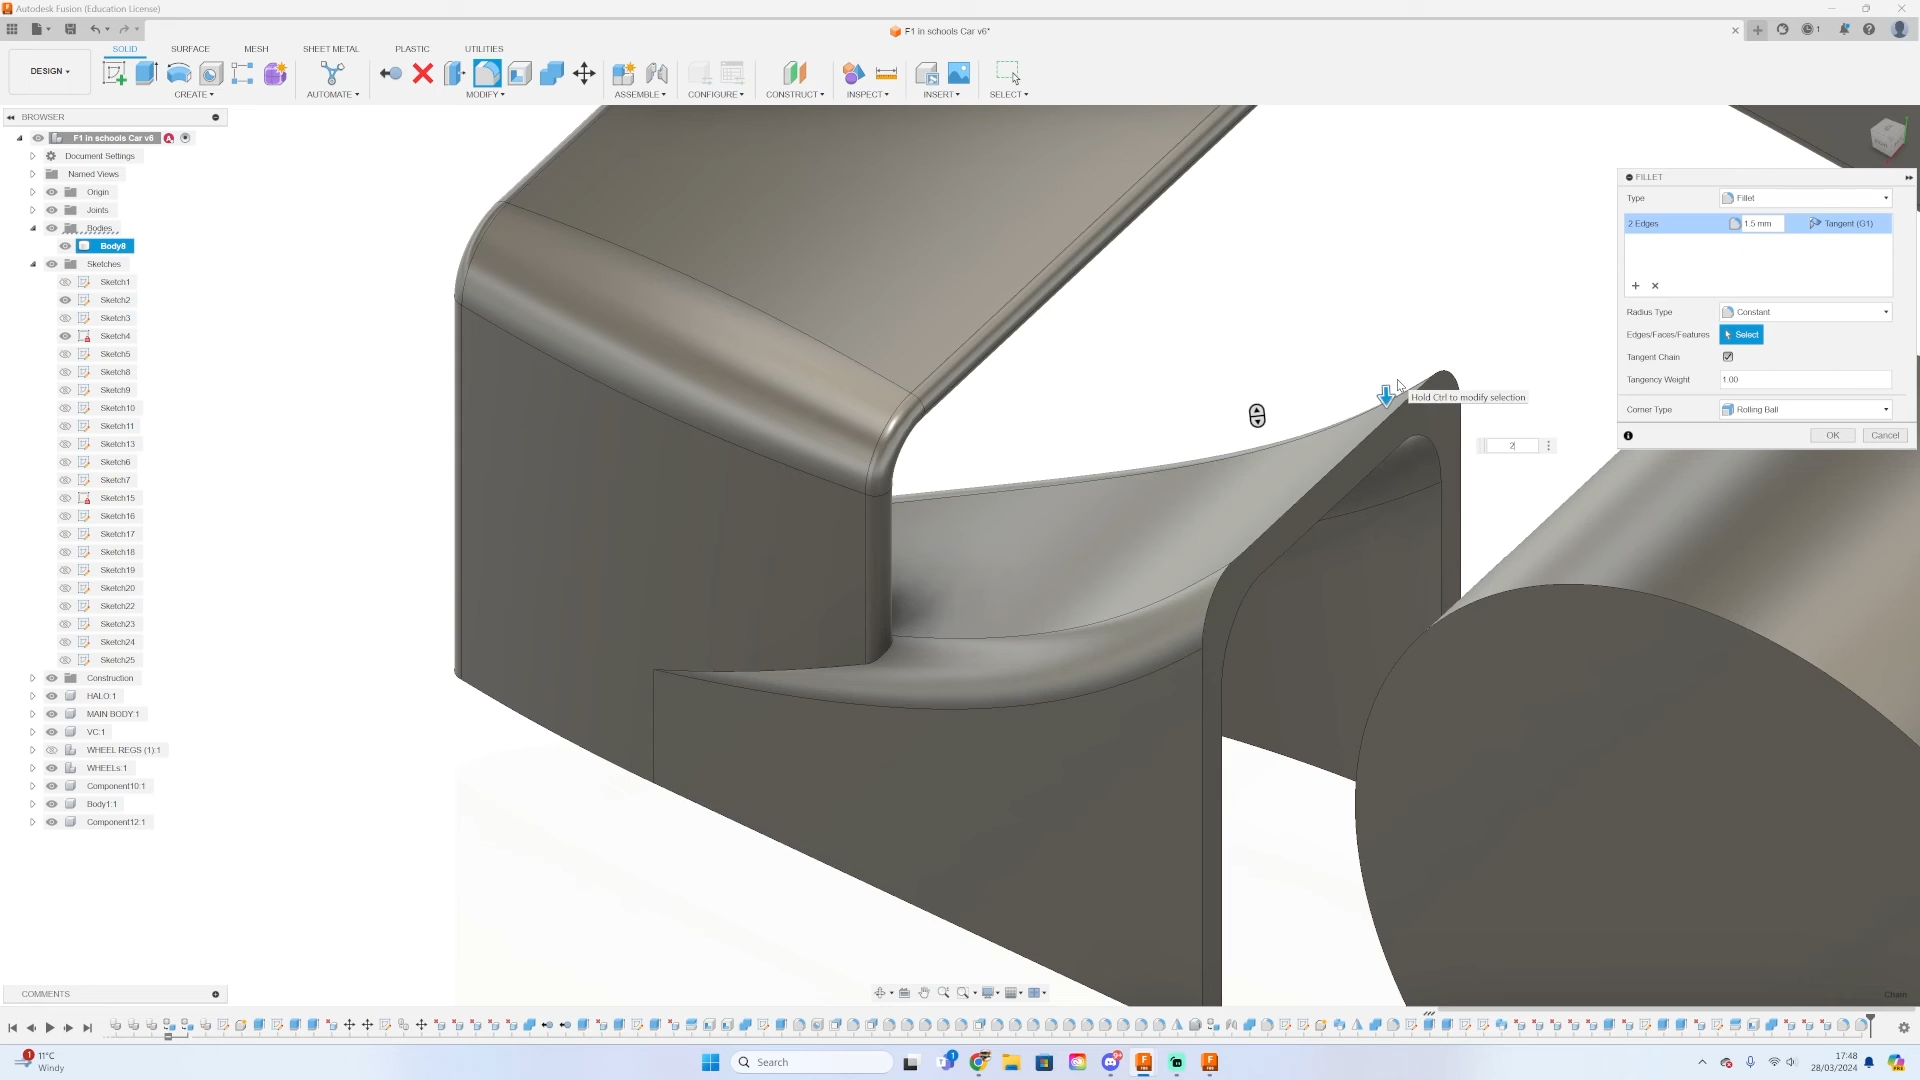 Autodesk Fusion (Education License)
F1 in schools Car v6*
1
DESIGN
SOLID
SURFACE
MESH
SHEET METAL
PLASTIC
UTILITIES
CREATE
AUTOMATE
MODIFY
ASSEMBLE
CONFIGURE
CONSTRUCT
INSPECT
INSERT
SELECT
BROWSER
F1 in schools Car v6
A
Document Settings
Named Views
Origin
Joints
Bodies
Body8
Sketches
Sketch1
Sketch2
Sketch3
Sketch4
Sketch5
Sketch8
Sketch9
Sketch10
Sketch11
Sketch13
Sketch6
Sketch7
Sketch15
Sketch16
Sketch17
Sketch18
Sketch19
Sketch20
Sketch22
Sketch23
Sketch24
Sketch25
Construction
HALO:1
MAIN BODY:1
VC:1
WHEEL REGS (1):1
WHEELs:1
Component10:1
Body1:1
Component12:1
FILLET
Type
Fillet
2 Edges
1.5 mm
Tangent (G1)
Radius Type
Constant
Edges/Faces/Features
Select
Tangent Chain
Tangency Weight
1.00
Corner Type
Rolling Ball
OK
Cancel
Hold Ctrl to modify selection
2
COMMENTS
Chain
1
11°C
Windy
Search
1
9+
17:48
28/03/2024